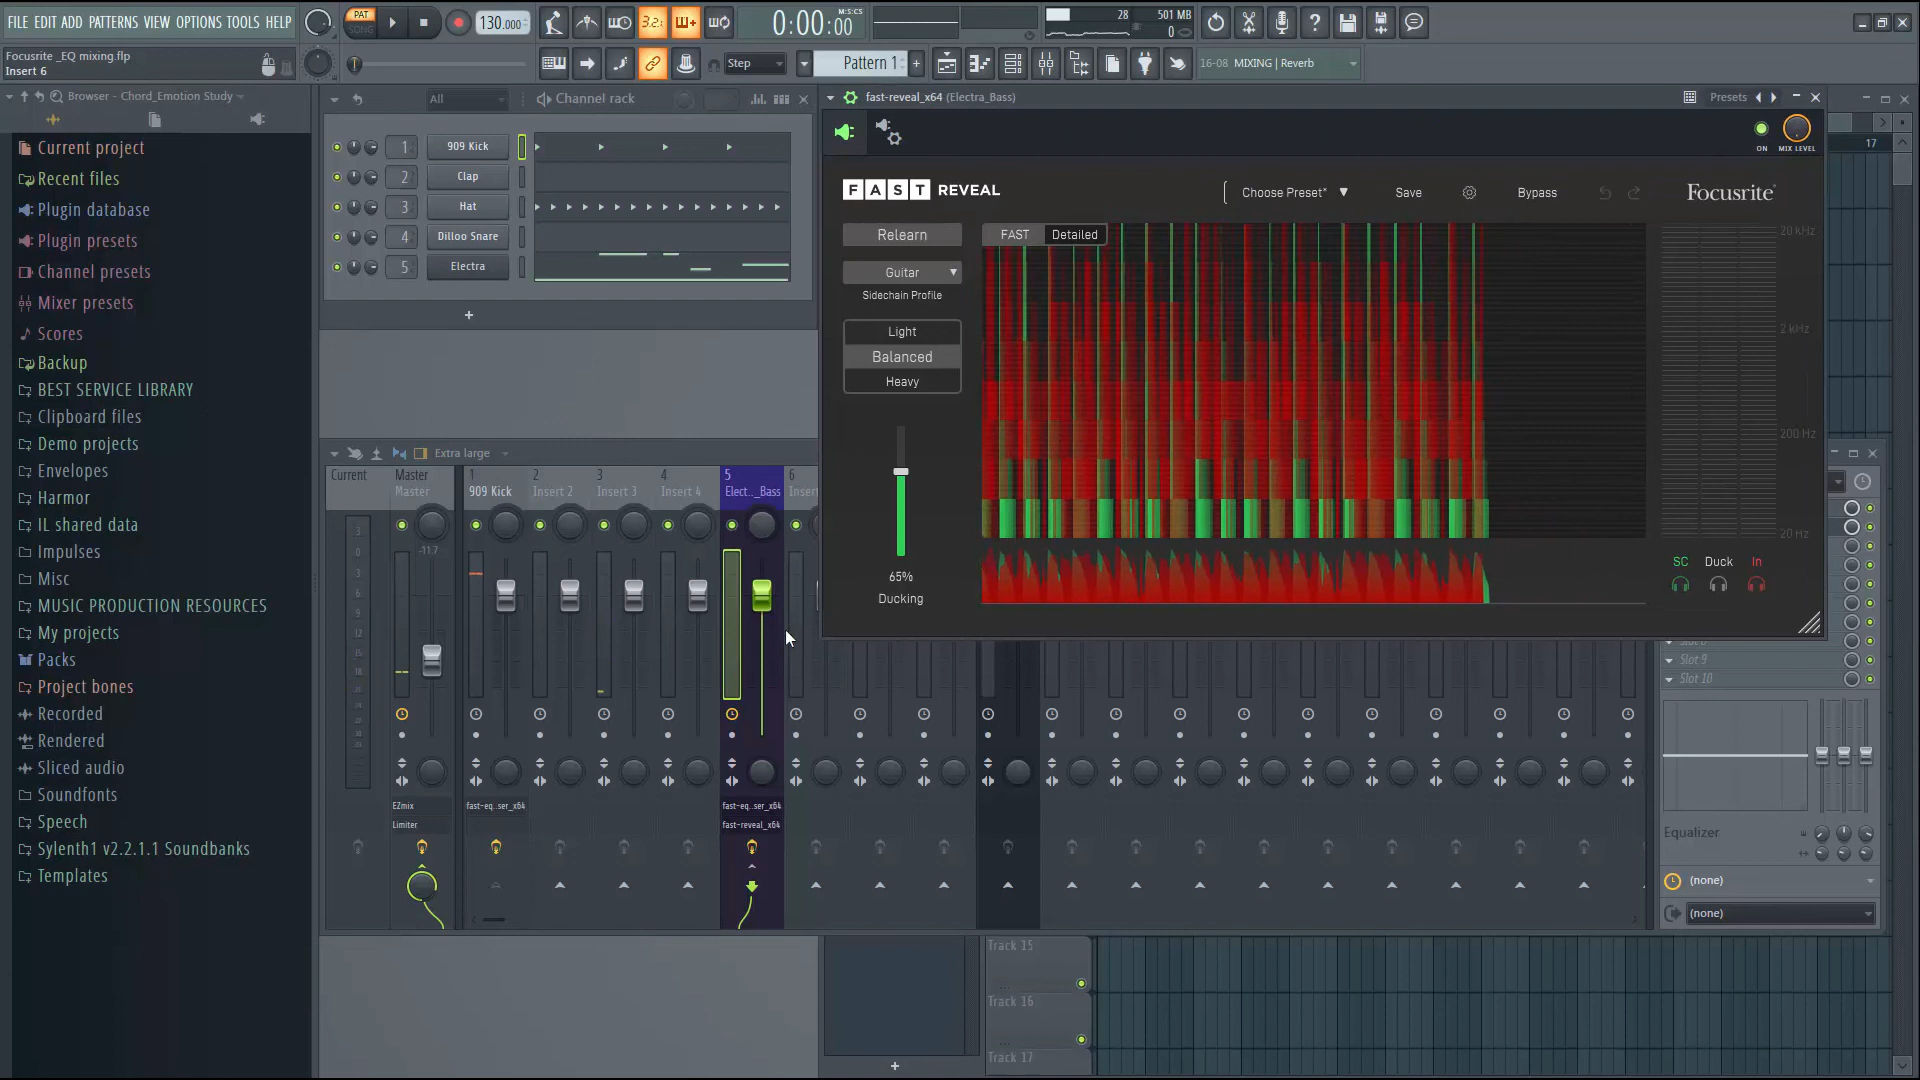 FILE EDIT ADD PATTERNS VIEW OPTIONS TOOLS HELP
PAT
SONG
130.000
3.2.
0:00:00
M:S:CS
28
501 MB
0
Focusrite _EQ mixing.flp
Insert 6
Step
Pattern 1
16-08 MIXING | Reverb
Browser - Chord_Emotion Study
Current project
Recent files
Plugin database
Plugin presets
Channel presets
Mixer presets
Scores
Backup
BEST SERVICE LIBRARY
Clipboard files
Demo projects
Envelopes
Harmor
IL shared data
Impulses
Misc
MUSIC PRODUCTION RESOURCES
My projects
Packs
Project bones
Recorded
Rendered
Sliced audio
Soundfonts
Speech
Sylenth1 v2.2.1.1 Soundbanks
Templates
All
Channel rack
1 909 Kick
2 Clap
3 Hat
4 Dilloo Snare
5 Electra
+
fast-reveal_x64 (Electra_Bass)
Presets
ON
MIX LEVEL
FAST REVEAL
Choose Preset*
Save
Bypass
Focusrite
Relearn
Guitar
Sidechain Profile
Light
Balanced
Heavy
65%
Ducking
FAST
Detailed
20 kHz
2 kHz
200 Hz
20 Hz
SC
Duck
In
17
Extra large
Current
Master
Master
1
909 Kick
2
Insert 2
3
Insert 3
4
Insert 4
5
Elect.._Bass
6
Insert
-11.7
EZmix
Limiter
fast-eq..ser_x64
fast-eq..ser_x64
fast-reveal_x64
Slot 9
Slot 10
Equalizer
(none)
(none)
Track 15
Track 16
Track 17
+